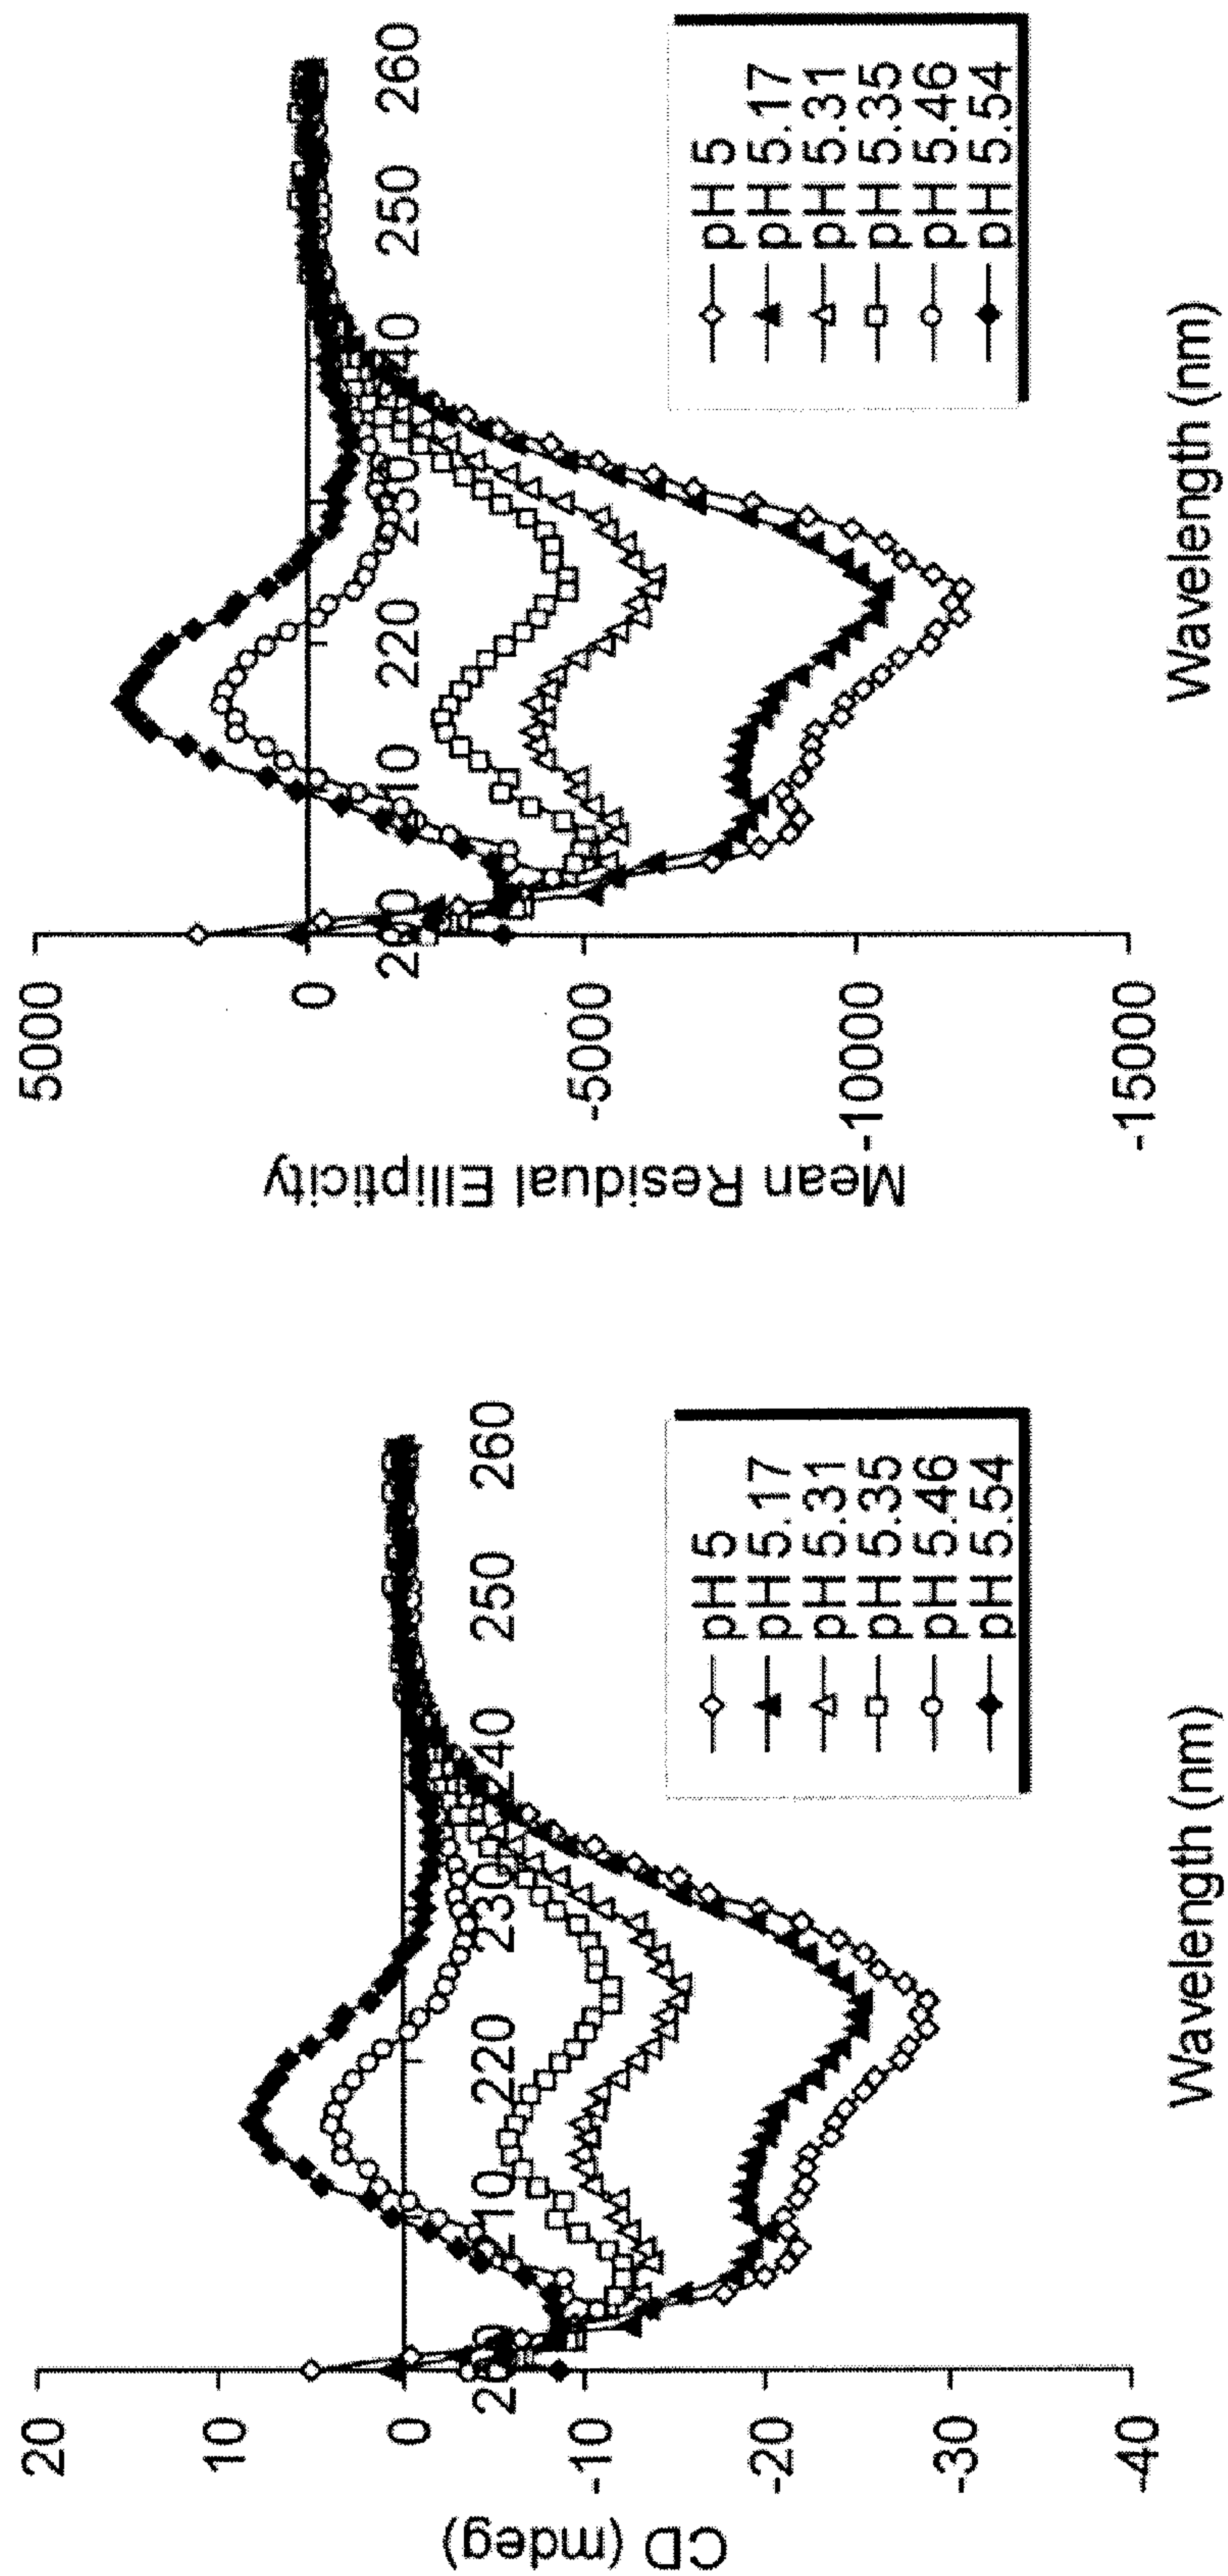 CD (mdeg)
20
10
0
-10
-20
-30
-40
200
210
220
230
240
250
260
Wavelength (nm)
pH 5
pH 5.17
pH 5.31
pH 5.35
pH 5.46
pH 5.54
Mean Residual Ellipticity
5000
0
-5000
-10000
-15000
200
210
220
230
240
250
260
Wavelength (nm)
pH 5
pH 5.17
pH 5.31
pH 5.35
pH 5.46
pH 5.54